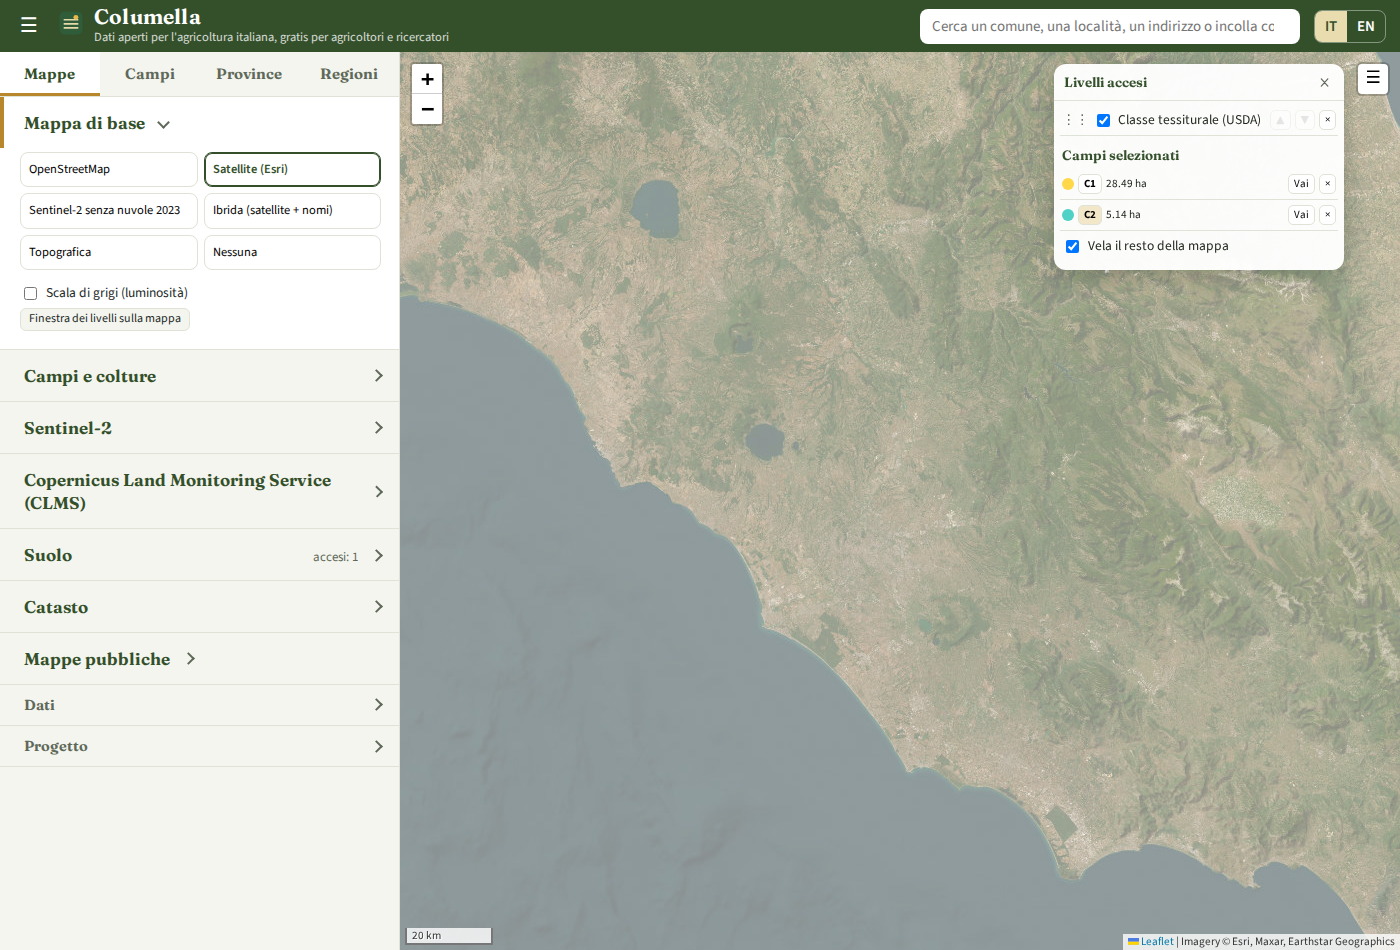 Columella
Dati aperti per l'agricoltura italiana, gratis per agricoltori e ricercatori
Cerca un comune, una località, un indirizzo o incolla cc
IT EN
Mappe Campi Province Regioni
Mappa di base
OpenStreetMap
Satellite (Esri)
Sentinel-2 senza nuvole 2023
Ibrida (satellite + nomi)
Topografica
Nessuna
Scala di grigi (luminosità)
Finestra dei livelli sulla mappa
Campi e colture
Sentinel-2
Copernicus Land Monitoring Service
(CLMS)
Suolo accesi: 1
Catasto
Mappe pubbliche
Dati
Progetto
+
−
Livelli accesi ×
Classe tessiturale (USDA) ▲ ▼ ×
Campi selezionati
C1 28.49 ha Vai ×
C2 5.14 ha Vai ×
Vela il resto della mappa
20 km
Leaflet | Imagery © Esri, Maxar, Earthstar Geographics